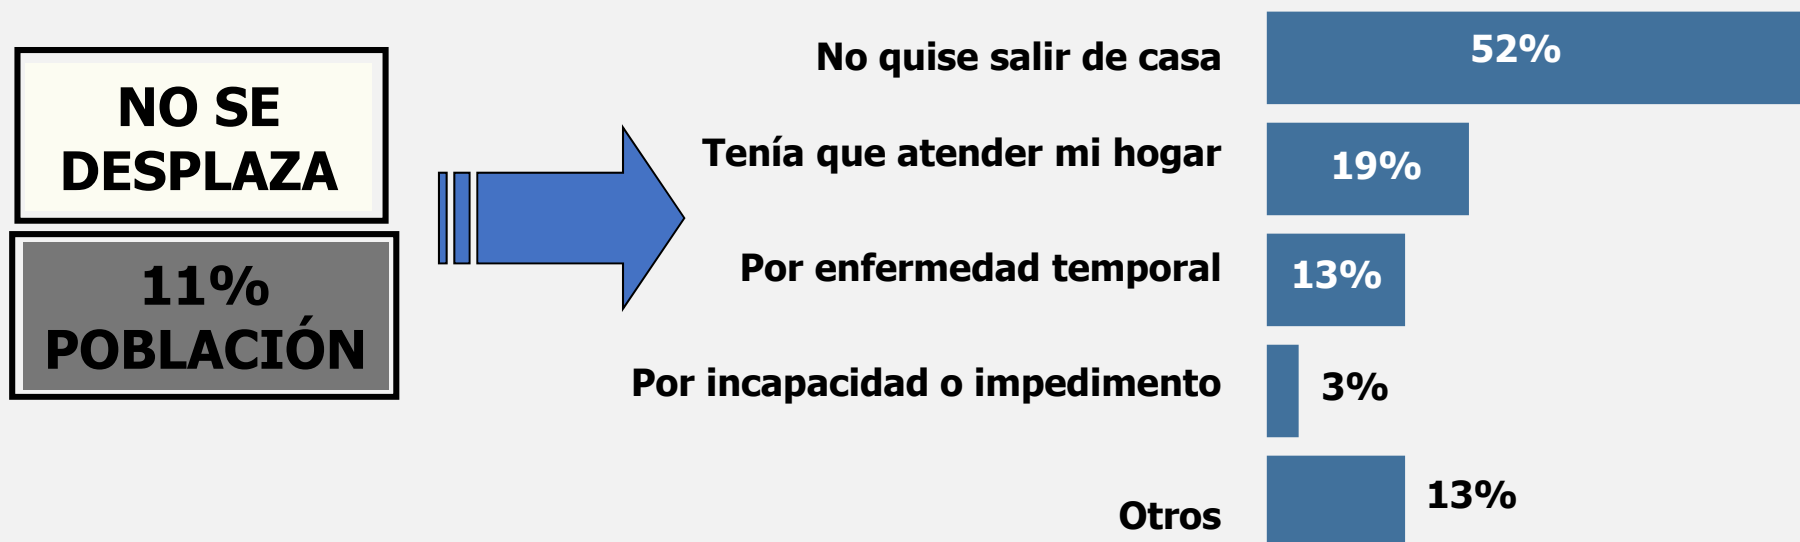 NO SE
DESPLAZA
11%
POBLACIÓN
No quise salir de casa
52%
Tenía que atender mi hogar
19%
Por enfermedad temporal
13%
Por incapacidad o impedimento
3%
Otros
13%